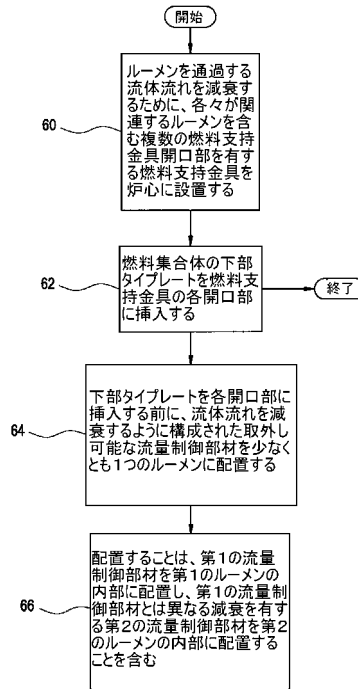 開始
60
ルーメンを通過する
流体流れを減衰す
るために、各々が関
連するルーメンを含
む複数の燃料支持
金具開口部を有す
る燃料支持金具を
炉心に設置する
62
燃料集合体の下部
タイプレートを燃料支
持金具の各開口部
に挿入する
終了
64
下部タイプレートを各開口部に
挿入する前に、流体流れを減
衰するように構成された取外し
可能な流量制御部材を少なく
とも1つのルーメンに配置する
66
配置することは、第1の流量
制御部材を第1のルーメンの
内部に配置し、第1の流量制
御部材とは異なる減衰を有す
る第2の流量制御部材を第2
のルーメンの内部に配置する
ことを含む